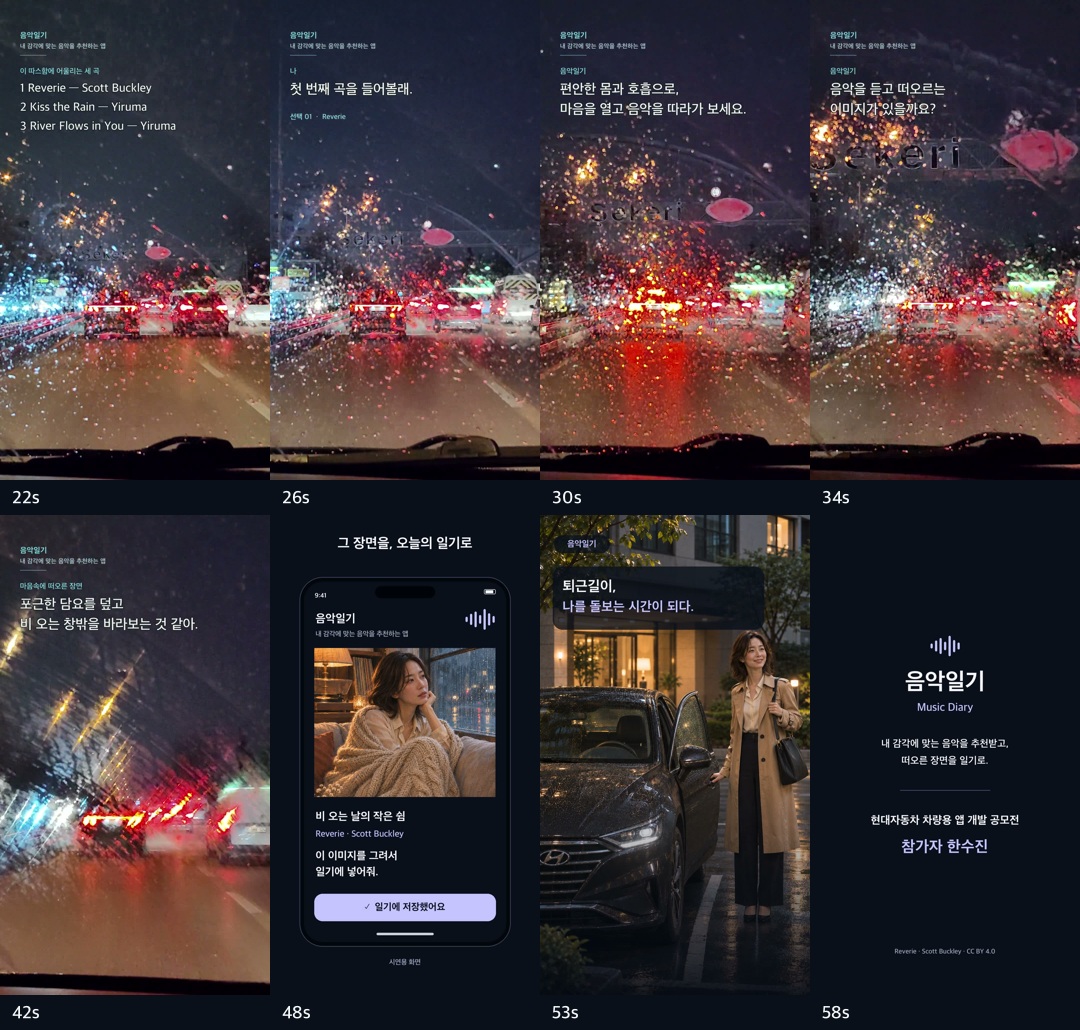 음악일기
내 감각에 맞는 음악을 추천하는 앱
이 따스함에 어울리는 세 곡
1 Reverie — Scott Buckley
2 Kiss the Rain — Yiruma
3 River Flows in You — Yiruma
22s
음악일기
내 감각에 맞는 음악을 추천하는 앱
나
첫 번째 곡을 들어볼래.
선택 01 · Reverie
Sekeri
26s
음악일기
내 감각에 맞는 음악을 추천하는 앱
음악일기
편안한 몸과 호흡으로,
마음을 열고 음악을 따라가 보세요.
Sekeri
30s
음악일기
내 감각에 맞는 음악을 추천하는 앱
음악일기
음악을 듣고 떠오르는
이미지가 있을까요?
Sekeri
34s
음악일기
내 감각에 맞는 음악을 추천하는 앱
마음속에 떠오른 장면
포근한 담요를 덮고
비 오는 창밖을 바라보는 것 같아.
42s
그 장면을, 오늘의 일기로
9:41
음악일기
내 감각에 맞는 음악을 추천하는 앱
비 오는 날의 작은 쉼
Reverie · Scott Buckley
이 이미지를 그려서
일기에 넣어줘.
✓ 일기에 저장했어요
시연용 화면
48s
음악일기
퇴근길이,
나를 돌보는 시간이 되다.
53s
음악일기
Music Diary
내 감각에 맞는 음악을 추천받고,
떠오른 장면을 일기로.
현대자동차 차량용 앱 개발 공모전
참가자 한수진
Reverie · Scott Buckley · CC BY 4.0
58s